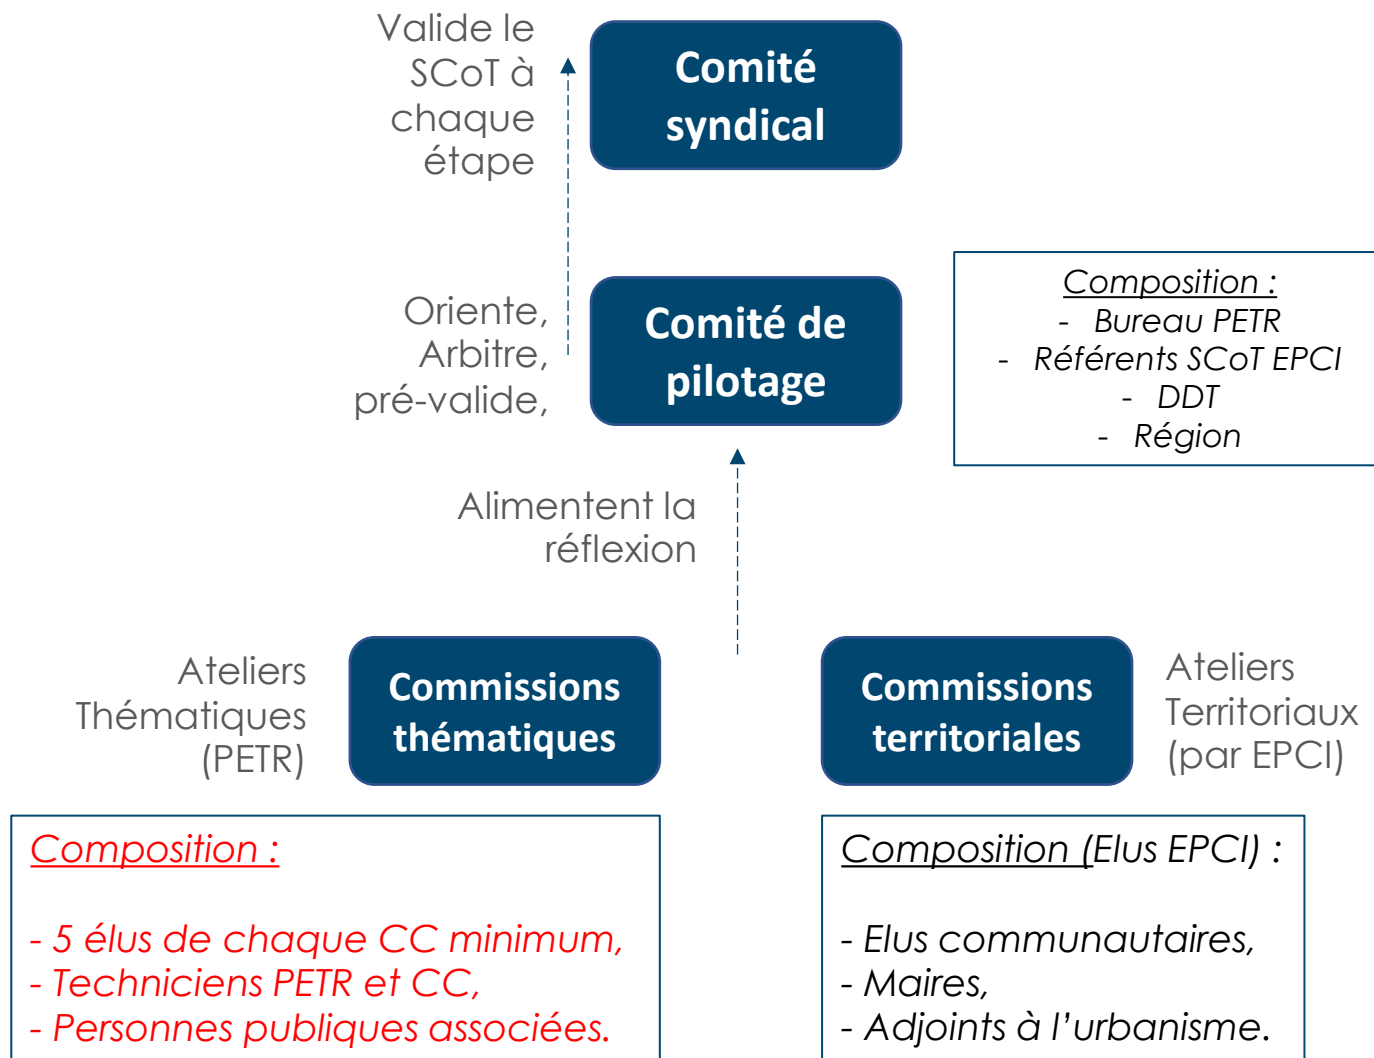 Valide le
SCoT à
chaque
étape
Comité
syndical
Oriente,
Arbitre,
pré-valide,
Comité de
pilotage
Composition :
- Bureau PETR
- Référents SCoT EPCI
- DDT
- Région
Alimentent la
réflexion
Ateliers
Thématiques
(PETR)
Commissions
thématiques
Commissions
territoriales
Ateliers
Territoriaux
(par EPCI)
Composition :
- 5 élus de chaque CC minimum,
- Techniciens PETR et CC,
- Personnes publiques associées.
Composition (Elus EPCI) :
- Elus communautaires,
- Maires,
- Adjoints à l’urbanisme.